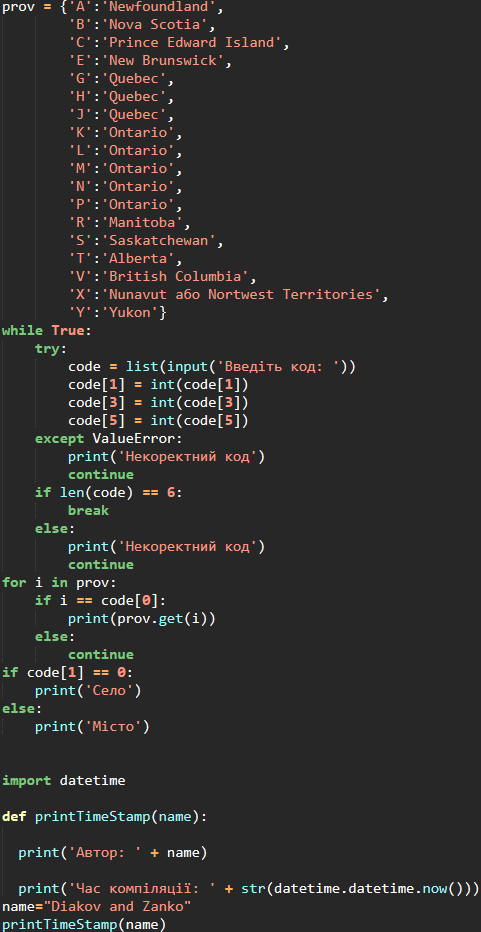 prov = {'A':'Newfoundland',
        'B':'Nova Scotia',
        'C':'Prince Edward Island',
        'E':'New Brunswick',
        'G':'Quebec',
        'H':'Quebec',
        'J':'Quebec',
        'K':'Ontario',
        'L':'Ontario',
        'M':'Ontario',
        'N':'Ontario',
        'P':'Ontario',
        'R':'Manitoba',
        'S':'Saskatchewan',
        'T':'Alberta',
        'V':'British Columbia',
        'X':'Nunavut або Nortwest Territories',
        'Y':'Yukon'}
while True:
    try:
        code = list(input('Введіть код: '))
        code[1] = int(code[1])
        code[3] = int(code[3])
        code[5] = int(code[5])
    except ValueError:
        print('Некоректний код')
        continue
    if len(code) == 6:
        break
    else:
        print('Некоректний код')
        continue
for i in prov:
    if i == code[0]:
        print(prov.get(i))
    else:
        continue
if code[1] == 0:
    print('Село')
else:
    print('Місто')
import datetime
def printTimeStamp(name):
  print('Автор: ' + name)
  print('Час компіляції: ' + str(datetime.datetime.now()))
name="Diakov and Zanko"
printTimeStamp(name)